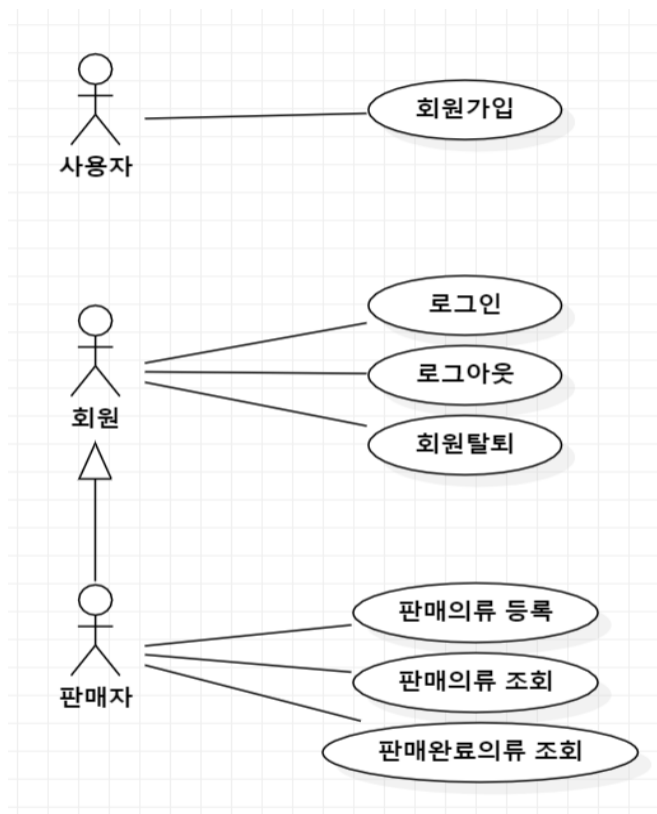 회원가입
사용자
로그인
로그아웃
회원
회원탈퇴
판매의류 등록
판매의류 조회
판매자
판매완료의류 조회